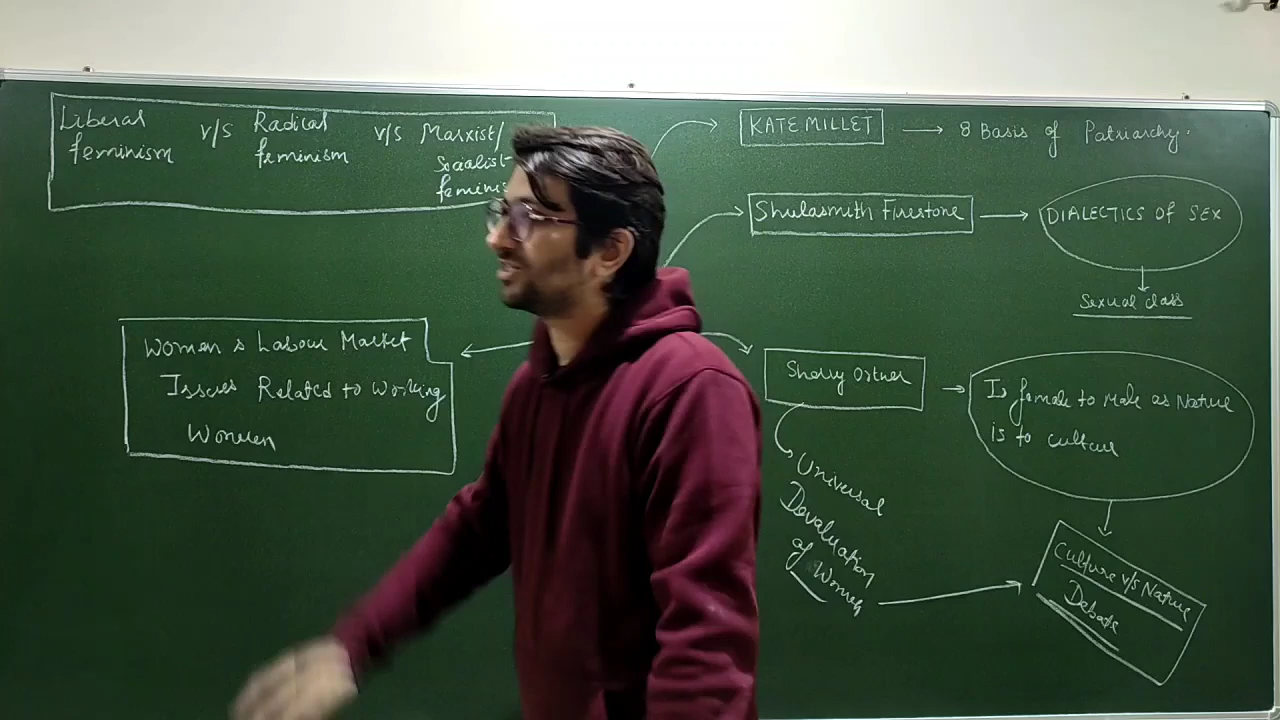 Liberal
feminism
v/s
Radical
feminism
v/s
Marxist/
Socialist-
feminis
KATE MILLET
8 Basis of Patriarchy.
Shulasmith Firestone
DIALECTICS OF SEX
Sexual class
Women & Labour Market
Issues Related to Working
Women
Sherry Ortner
Is female to Male as Nature
is to culture
Universal
Devaluation
of Women
Culture v/s Nature
Debate